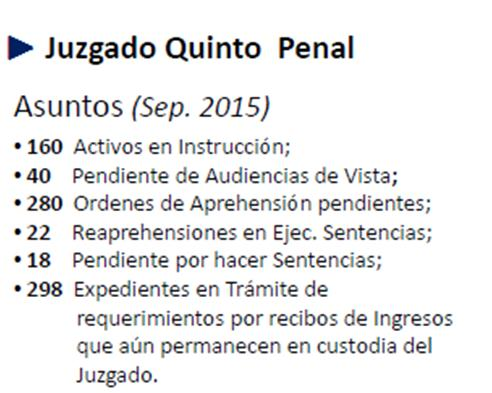 Juzgado Quinto Penal
Asuntos (Sep. 2015)
• 160 Activos en Instrucción;
• 40 Pendiente de Audiencias de Vista;
• 280 Ordenes de Aprehensión pendientes;
• 22 Reaprehensiones en Ejec. Sentencias;
• 18 Pendiente por hacer Sentencias;
• 298 Expedientes en Trámite de
requerimientos por recibos de Ingresos
que aún permanecen en custodia del
Juzgado.